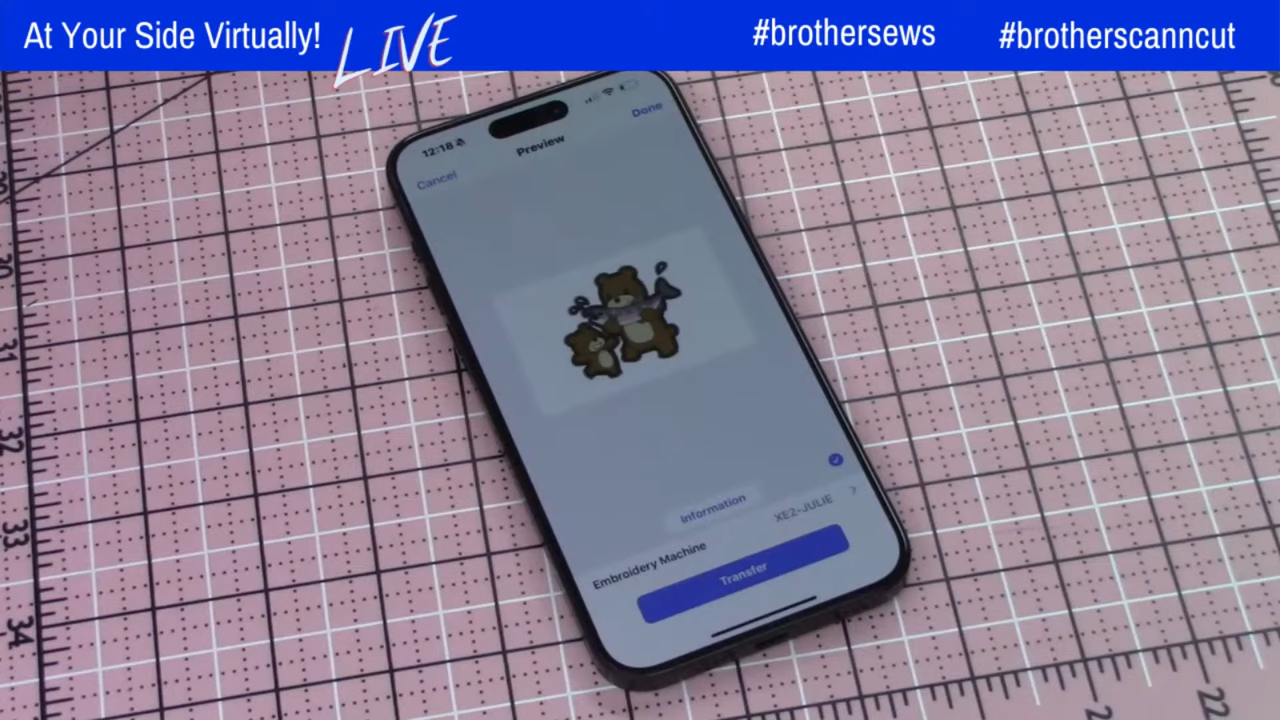 At Your Side Virtually! LIVE #brothersews #brotherscanncut
12:18
Done
Preview
Cancel
Information
XE2-JULIE
Embroidery Machine
Transfer
31
32
33
34
22